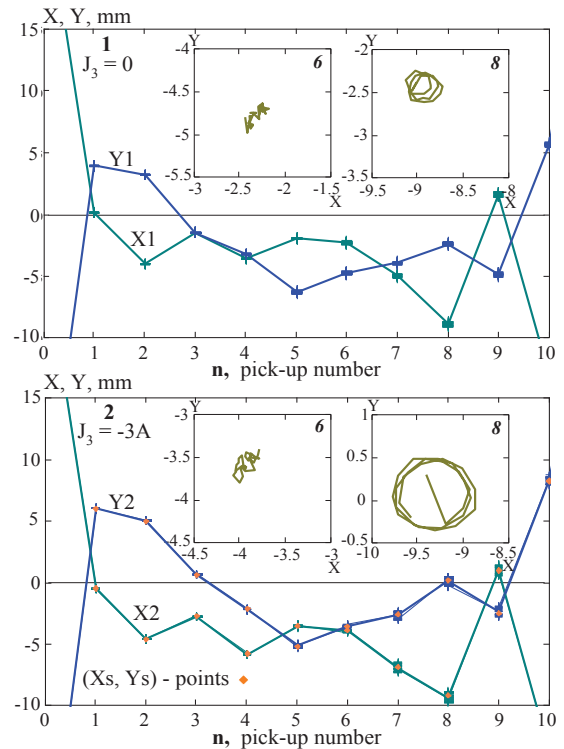 X, Y, mm
15
1
J3 = 0
10
5
0
-5
-10
Y1
X1
Y
6
-4
-4.5
-5
-5.5
-3
-2.5
-2
-1.5
X
Y
8
-2
-2.5
-3
-3.5
-9.5
-9
-8.5
-8
X
0 1 2 3 4 5 6 7 8 9 10
n, pick-up number
X, Y, mm
15
2
J3 = -3A
10
5
0
-5
-10
Y2
X2
(Xs, Ys) - points
Y
6
-3
-3.5
-4
-4.5
-4.5
-4
-3.5
-3
X
Y
8
1
0.5
0
-0.5
-1
-10
-9.5
-9
-8.5
X
0 1 2 3 4 5 6 7 8 9 10
n, pick-up number